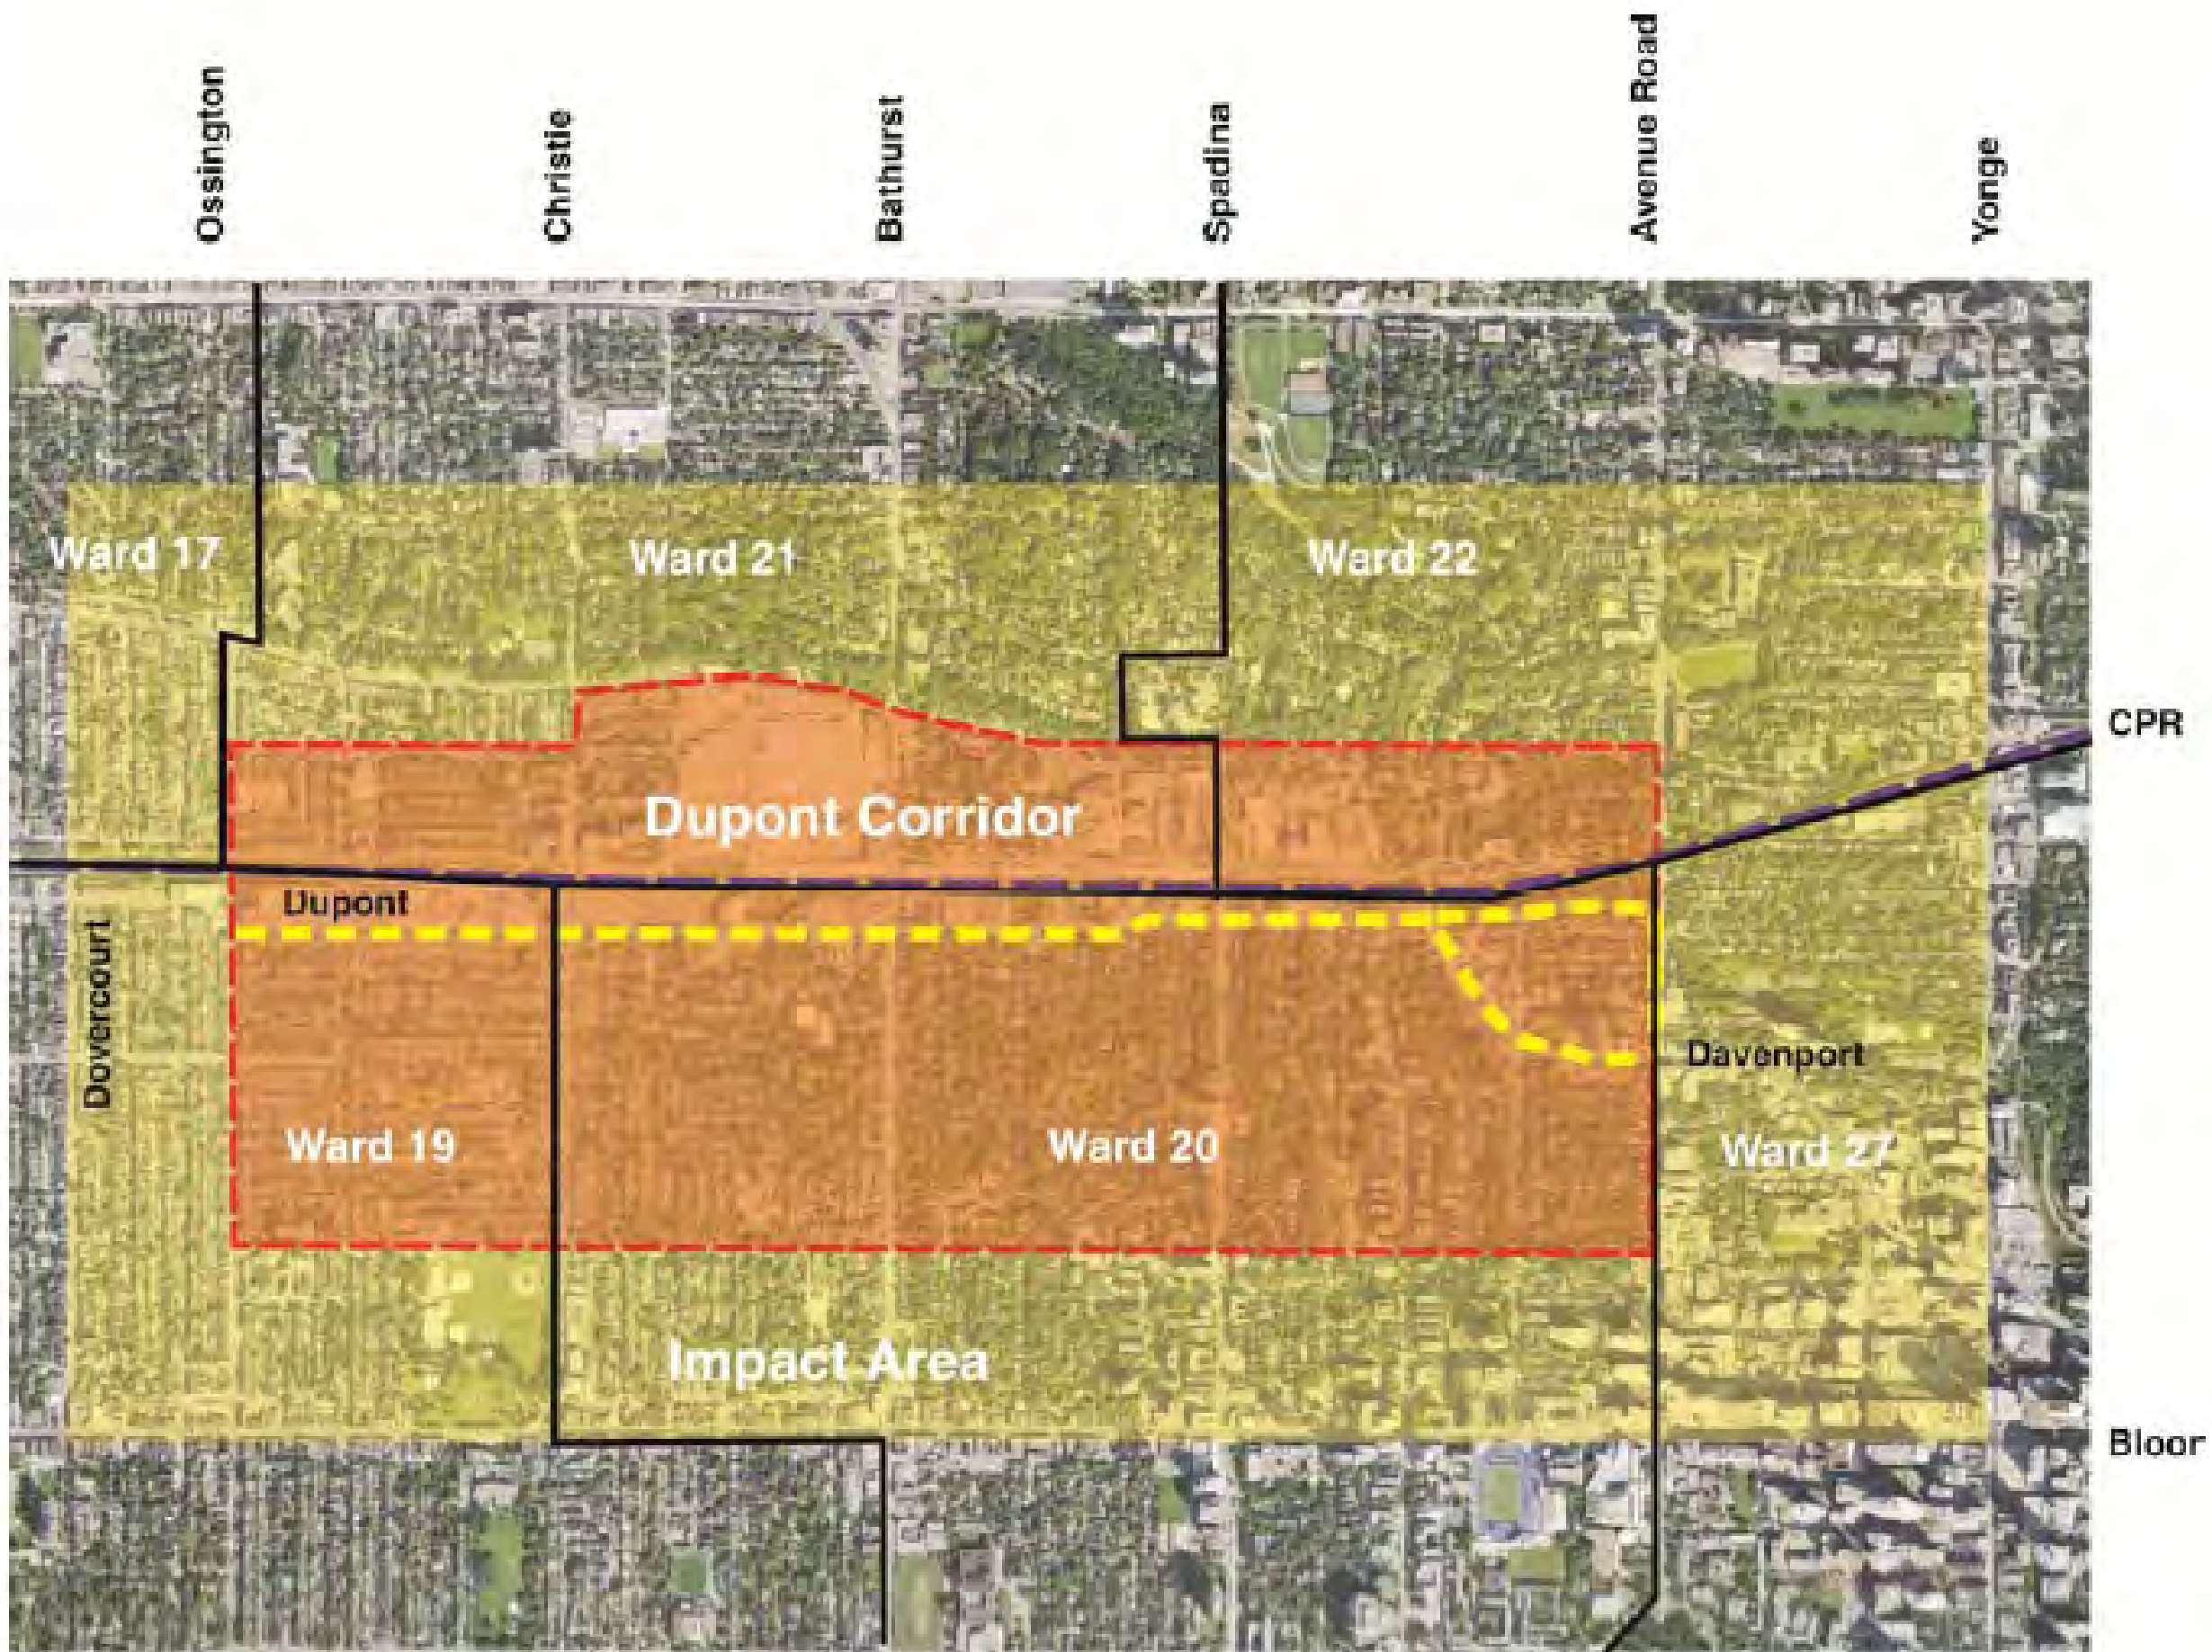 Ossington
Christie
Bathurst
Spadina
Avenue Road
Yonge
Ward 17
Ward 21
Ward 22
CPR
Dupont Corridor
Dupont
Dovercourt
Davenport
Ward 19
Ward 20
Ward 27
Impact Area
Bloor